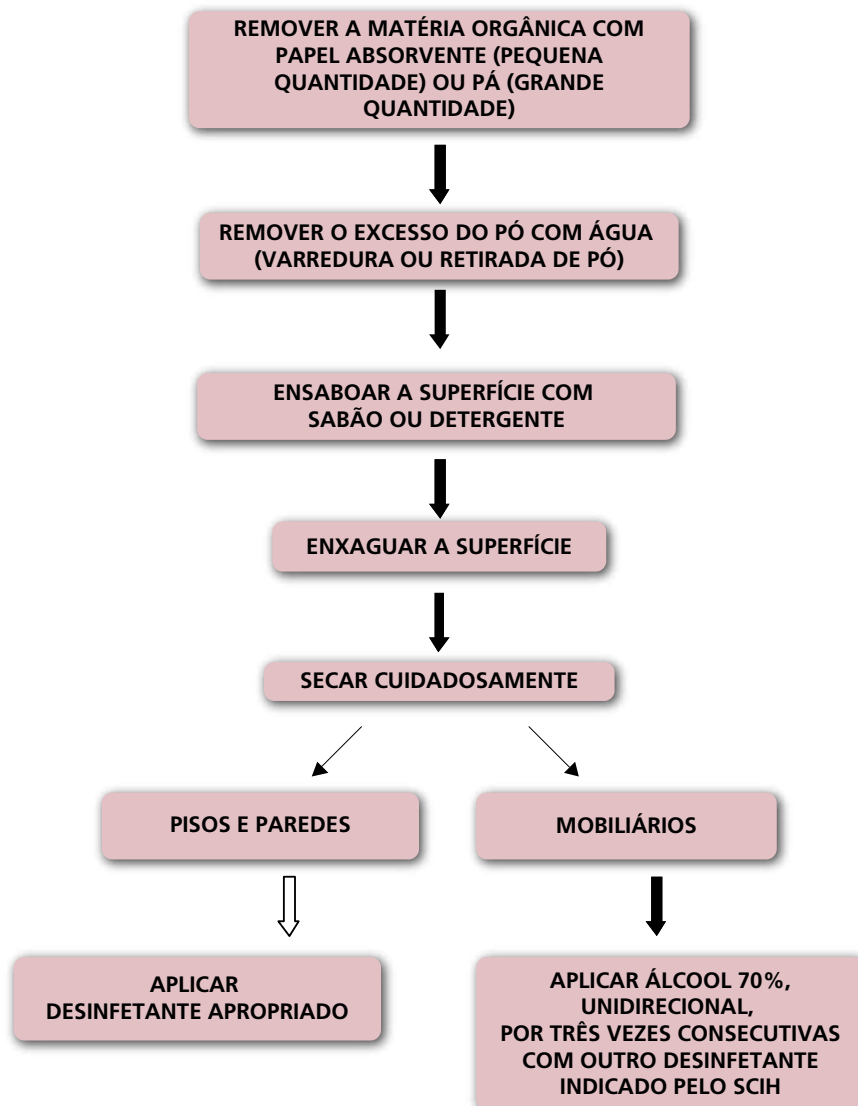 REMOVER A MATÉRIA ORGÂNICA COM
PAPEL ABSORVENTE (PEQUENA
QUANTIDADE) OU PÁ (GRANDE
QUANTIDADE)
REMOVER O EXCESSO DO PÓ COM ÁGUA
(VARREDURA OU RETIRADA DE PÓ)
ENSABOAR A SUPERFÍCIE COM
SABÃO OU DETERGENTE
ENXAGUAR A SUPERFÍCIE
SECAR CUIDADOSAMENTE
PISOS E PAREDES
MOBILIÁRIOS
APLICAR
DESINFETANTE APROPRIADO
APLICAR ÁLCOOL 70%,
UNIDIRECIONAL,
POR TRÊS VEZES CONSECUTIVAS
COM OUTRO DESINFETANTE
INDICADO PELO SCIH